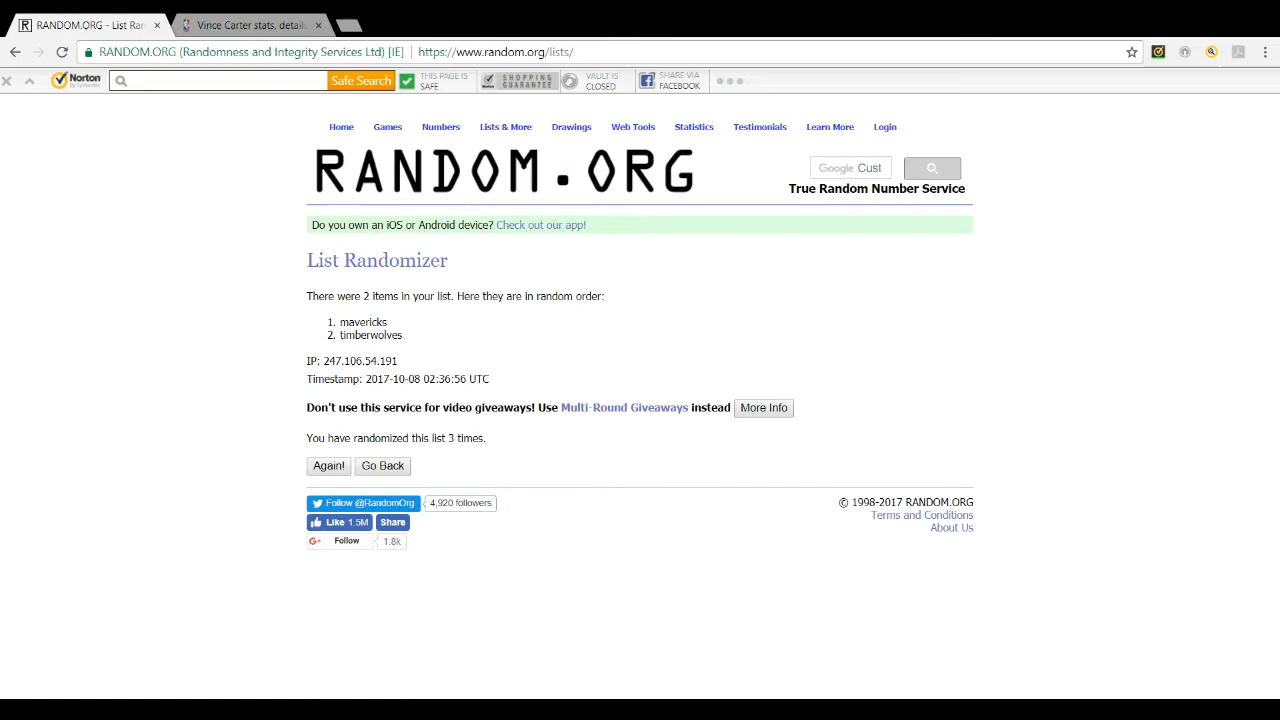 RANDOM.ORG - List Ran
Vince Carter stats, details
RANDOM.ORG (Randomness and Integrity Services Ltd) [IE] https://www.random.org/lists/
Norton by Symantec Safe Search THIS PAGE IS SAFE SHOPPING GUARANTEE VAULT IS CLOSED SHARE VIA FACEBOOK
Home Games Numbers Lists & More Drawings Web Tools Statistics Testimonials Learn More Login
RANDOM.ORG
Google Cust
True Random Number Service
Do you own an iOS or Android device? Check out our app!
List Randomizer
There were 2 items in your list. Here they are in random order:
1. mavericks
2. timberwolves
IP: 247.106.54.191
Timestamp: 2017-10-08 02:36:56 UTC
Don't use this service for video giveaways! Use Multi-Round Giveaways instead More Info
You have randomized this list 3 times.
Again! Go Back
Follow @RandomOrg 4,920 followers
Like 1.5M Share
G+ Follow 1.8k
© 1998-2017 RANDOM.ORG
Terms and Conditions
About Us